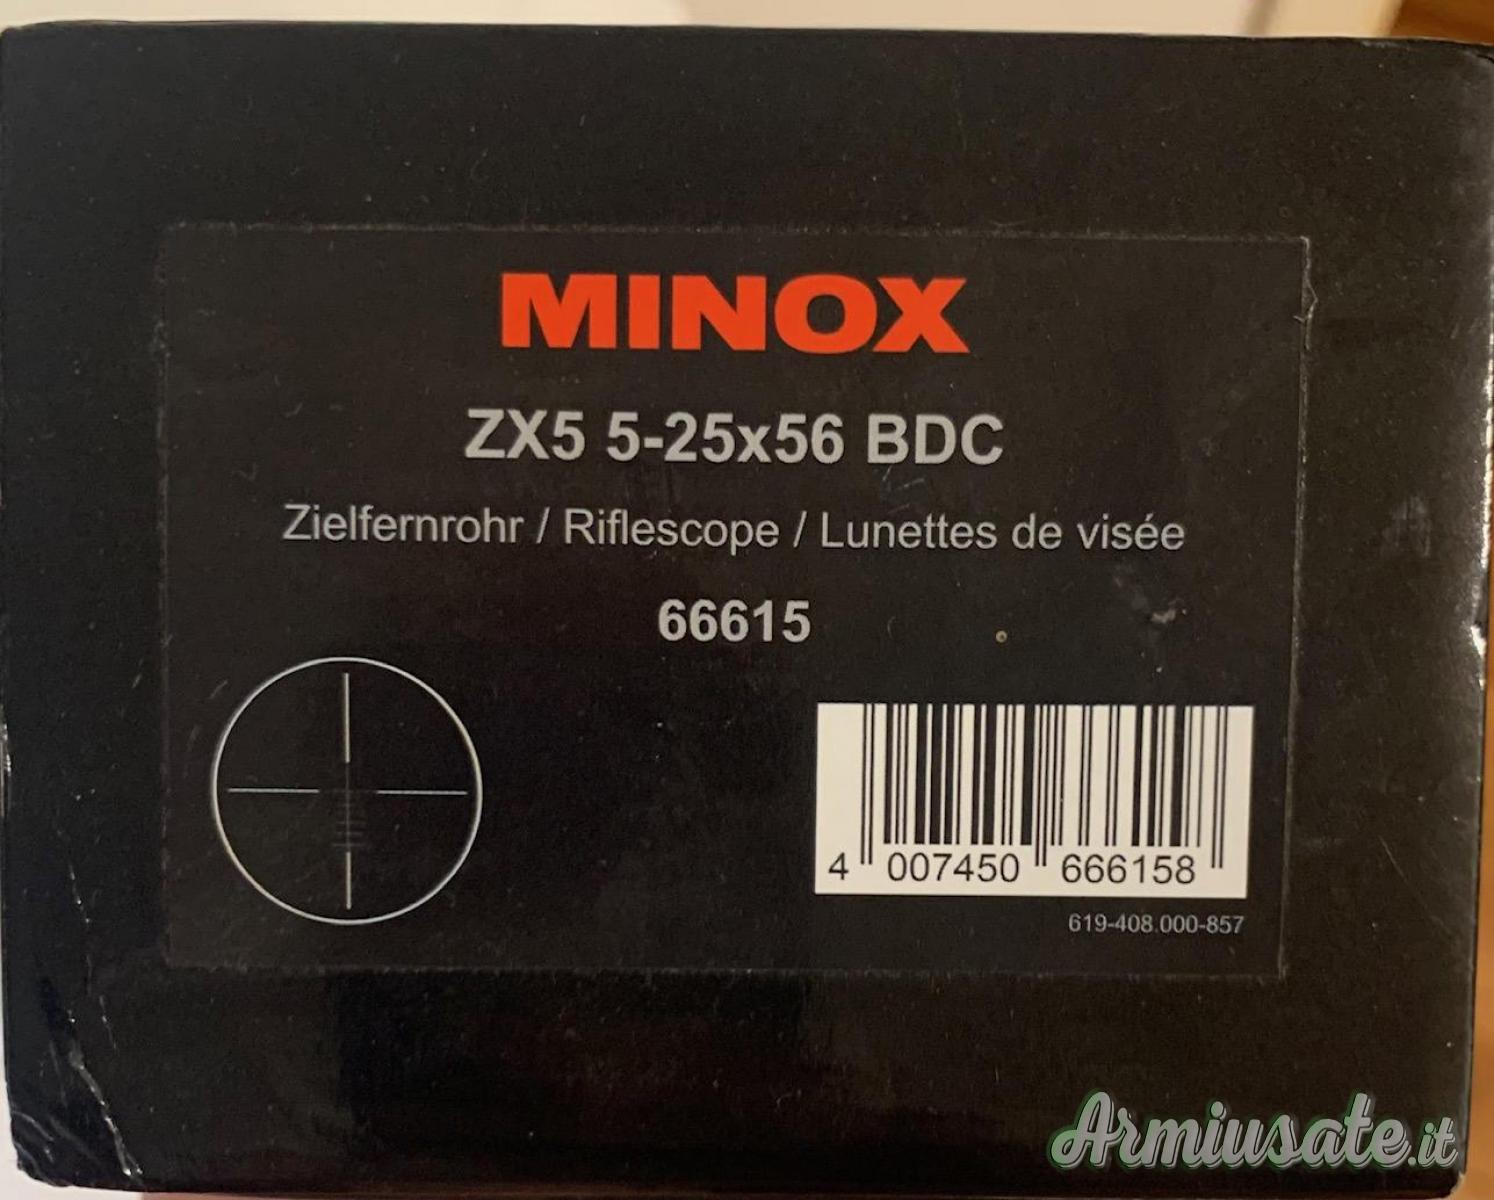 MINOX
ZX5 5-25x56 BDC
Zielfernrohr / Riflescope / Lunettes de visée
66615
4 007450 666158
619-408.000-857
Armiusate.it